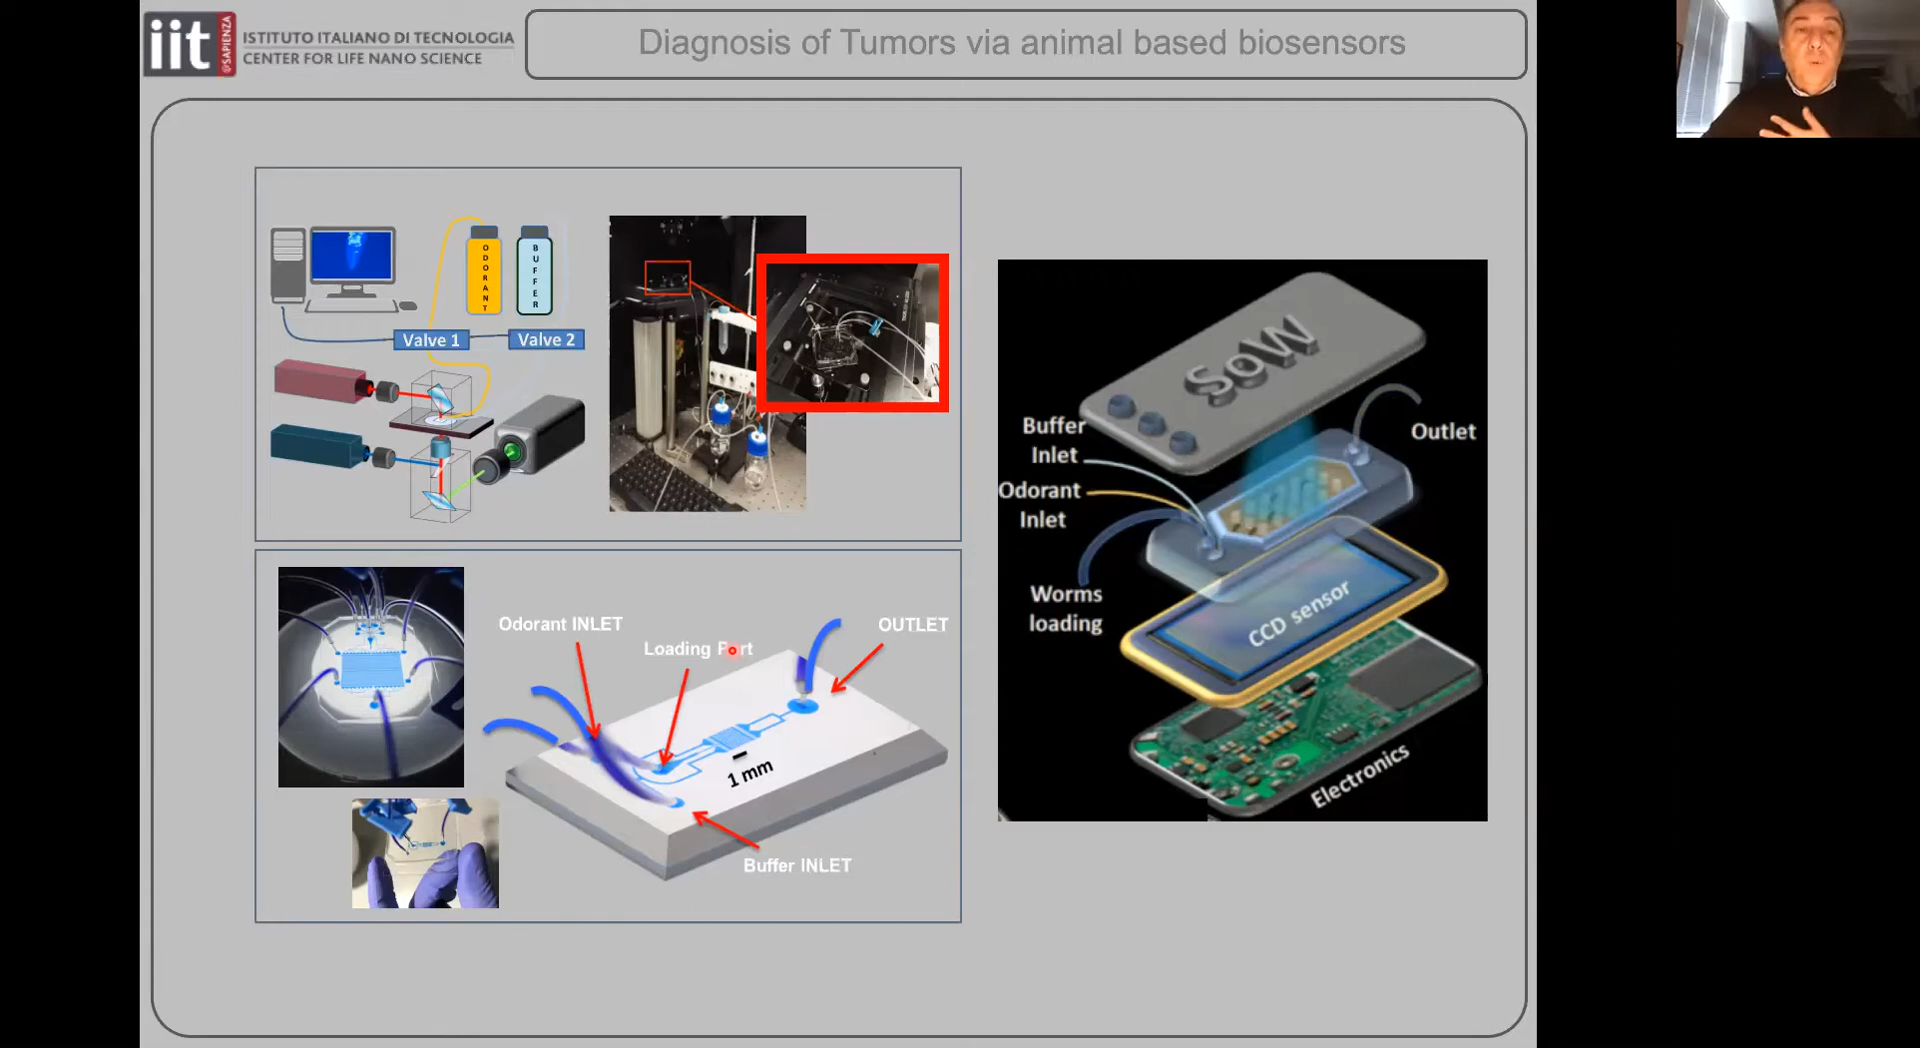 iit
@SAPIENZA
ISTITUTO ITALIANO DI TECNOLOGIA
CENTER FOR LIFE NANO SCIENCE
Diagnosis of Tumors via animal based biosensors
ODORANT
BUFFER
Valve 1
Valve 2
Odorant INLET
Loading Port
OUTLET
1 mm
Buffer INLET
SoW
Buffer
Inlet
Outlet
Odorant
Inlet
Worms
loading
CCD sensor
Electronics